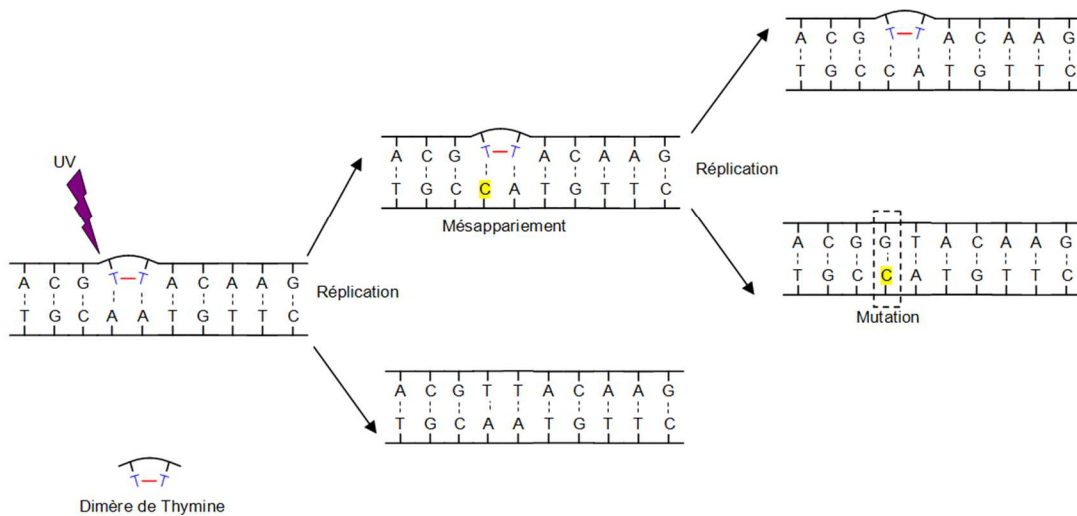 A C G T T A C A A G
T G C C A T G T T C
UV
A C G T T A C A A G
T G C C A T G T T C
Mésappariement
Réplication
A C G G T A C A A G
T G C C A T G T T C
Mutation
A C G T T A C A A G
T G C A A T G T T C
Réplication
A C G T T A C A A G
T G C A A T G T T C
T T
Dimère de Thymine